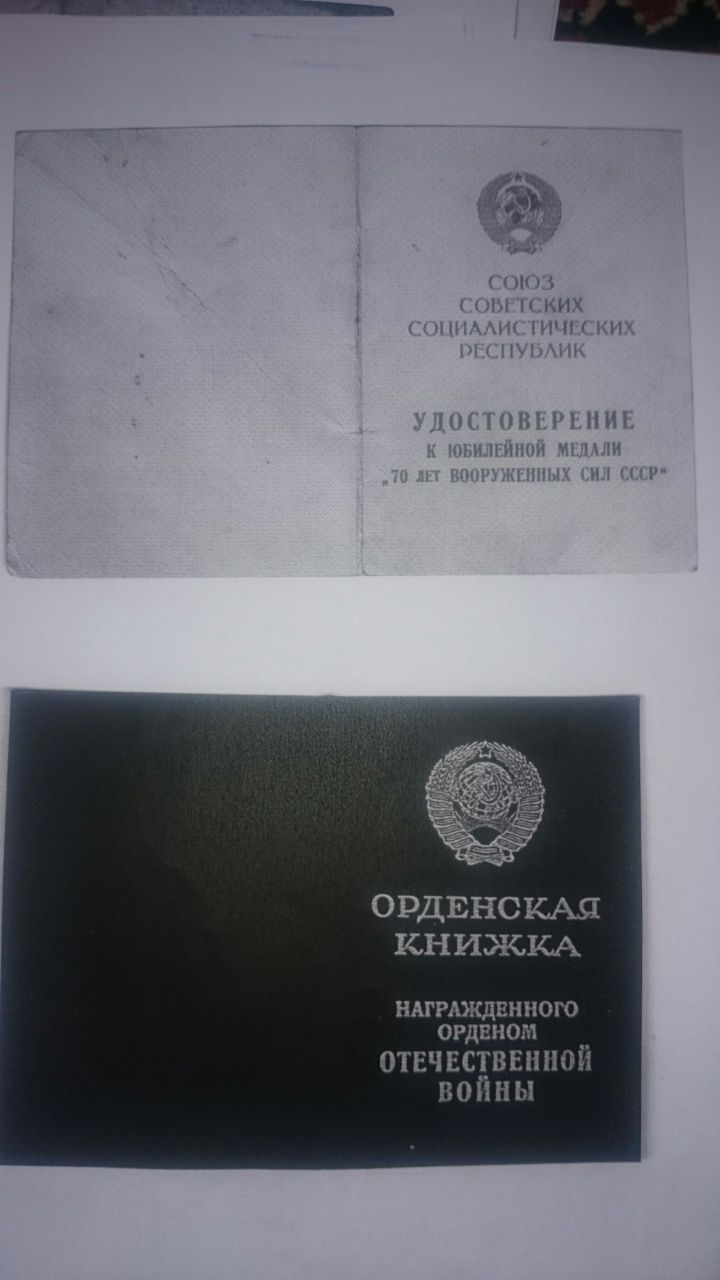 СОЮЗ
СОВЕТСКИХ
СОЦИАЛИСТИЧЕСКИХ
РЕСПУБЛИК
УДОСТОВЕРЕНИЕ
К ЮБИЛЕЙНОЙ МЕДАЛИ
„70 ЛЕТ ВООРУЖЕННЫХ СИЛ СССР“
ОРДЕНСКАЯ
КНИЖКА
НАГРАЖДЕННОГО
ОРДЕНОМ
ОТЕЧЕСТВЕННОЙ
ВОЙНЫ